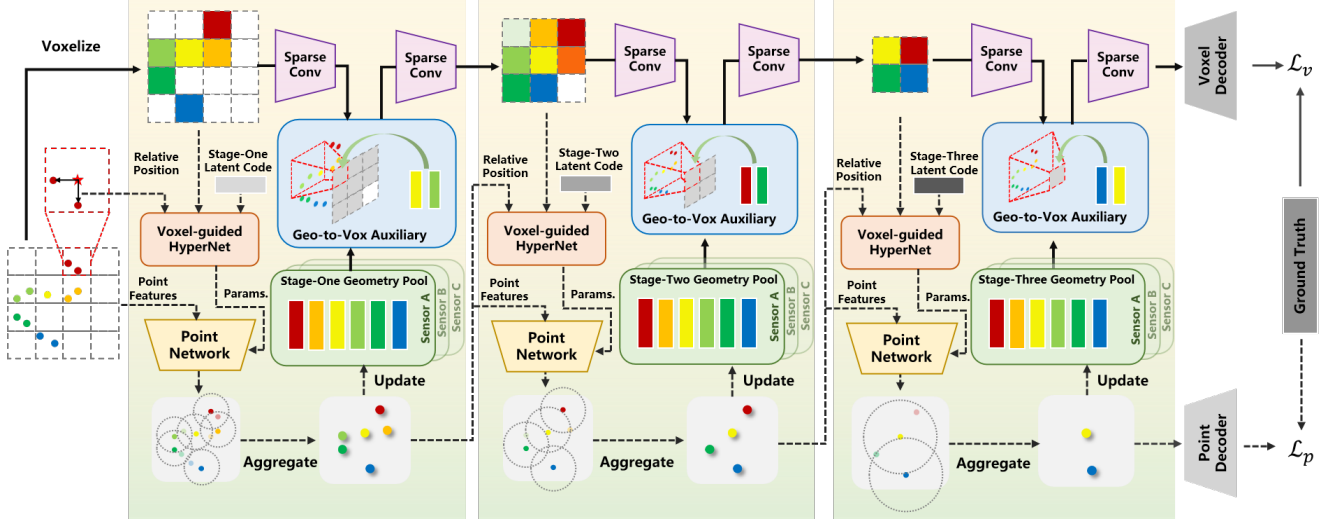 Voxelize
Sparse
Conv
Sparse
Conv
Relative
Position
Stage-One
Latent Code
Voxel-guided
HyperNet
Geo-to-Vox Auxiliary
Point
Features
Params.
Stage-One Geometry Pool
Sensor A
Sensor B
Sensor C
Point
Network
Update
Aggregate
Sparse
Conv
Sparse
Conv
Relative
Position
Stage-Two
Latent Code
Voxel-guided
HyperNet
Geo-to-Vox Auxiliary
Point
Features
Params.
Stage-Two Geometry Pool
Sensor A
Sensor B
Sensor C
Point
Network
Update
Aggregate
Sparse
Conv
Sparse
Conv
Relative
Position
Stage-Three
Latent Code
Voxel-guided
HyperNet
Geo-to-Vox Auxiliary
Point
Features
Params.
Stage-Three Geometry Pool
Sensor A
Sensor B
Sensor C
Point
Network
Update
Aggregate
Voxel
Decoder
ℒᵥ
Ground Truth
Point
Decoder
ℒₚ